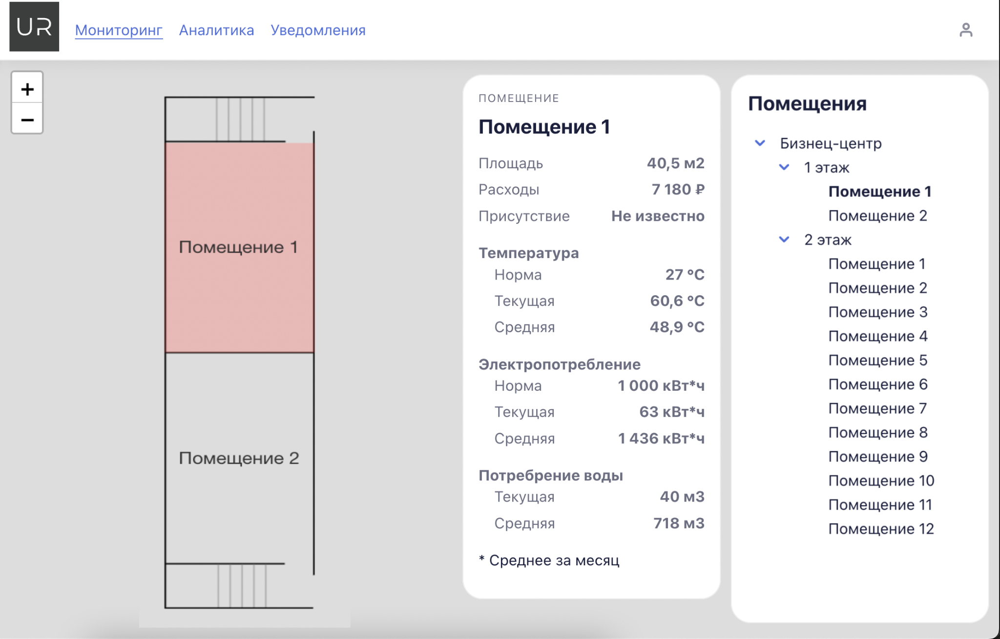 UR
Мониторинг Аналитика Уведомления
+
−
Помещение 1
Помещение 2
ПОМЕЩЕНИЕ
Помещение 1
Площадь 40,5 м2
Расходы 7 180 ₽
Присутствие Не известно
Температура
Норма 27 °C
Текущая 60,6 °C
Средняя 48,9 °C
Электропотребление
Норма 1 000 кВт*ч
Текущая 63 кВт*ч
Средняя 1 436 кВт*ч
Потребрение воды
Текущая 40 м3
Средняя 718 м3
* Среднее за месяц
Помещения
Бизнец-центр
1 этаж
Помещение 1
Помещение 2
2 этаж
Помещение 1
Помещение 2
Помещение 3
Помещение 4
Помещение 5
Помещение 6
Помещение 7
Помещение 8
Помещение 9
Помещение 10
Помещение 11
Помещение 12